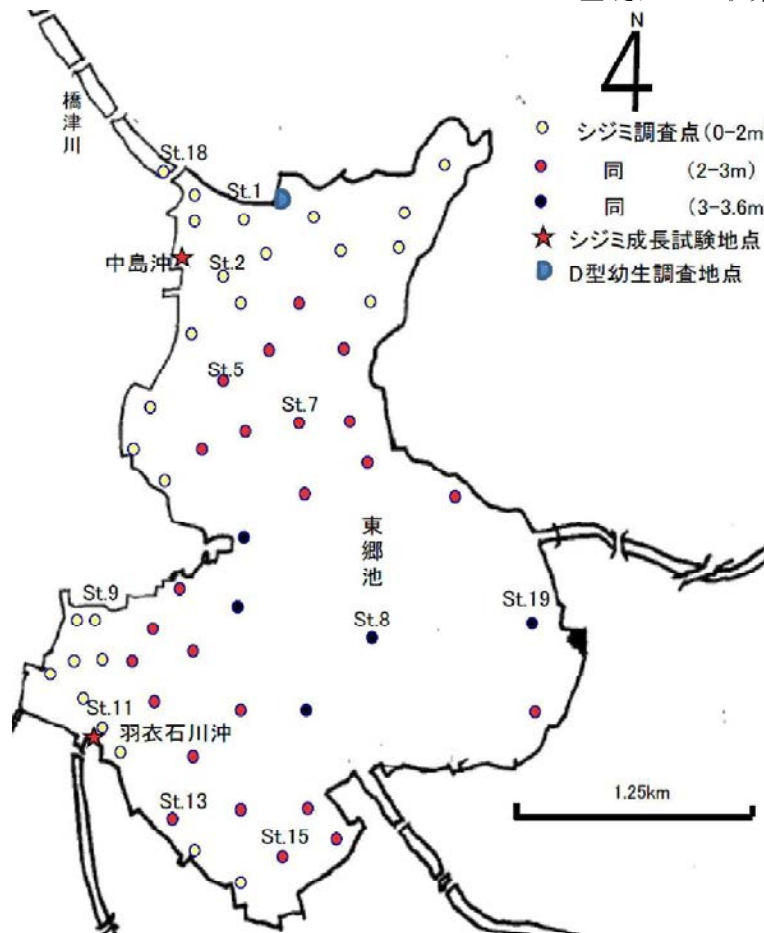 N
4
橋津川
シジミ調査点(0-2m
同 (2-3m)
同 (3-3.6m
シジミ成長試験地点
D型幼生調査地点
St.18
St.1
中島沖
St.2
St.5
St.7
東郷池
St.9
St.8
St.19
St.11
羽衣石川沖
1.25km
St.13
St.15